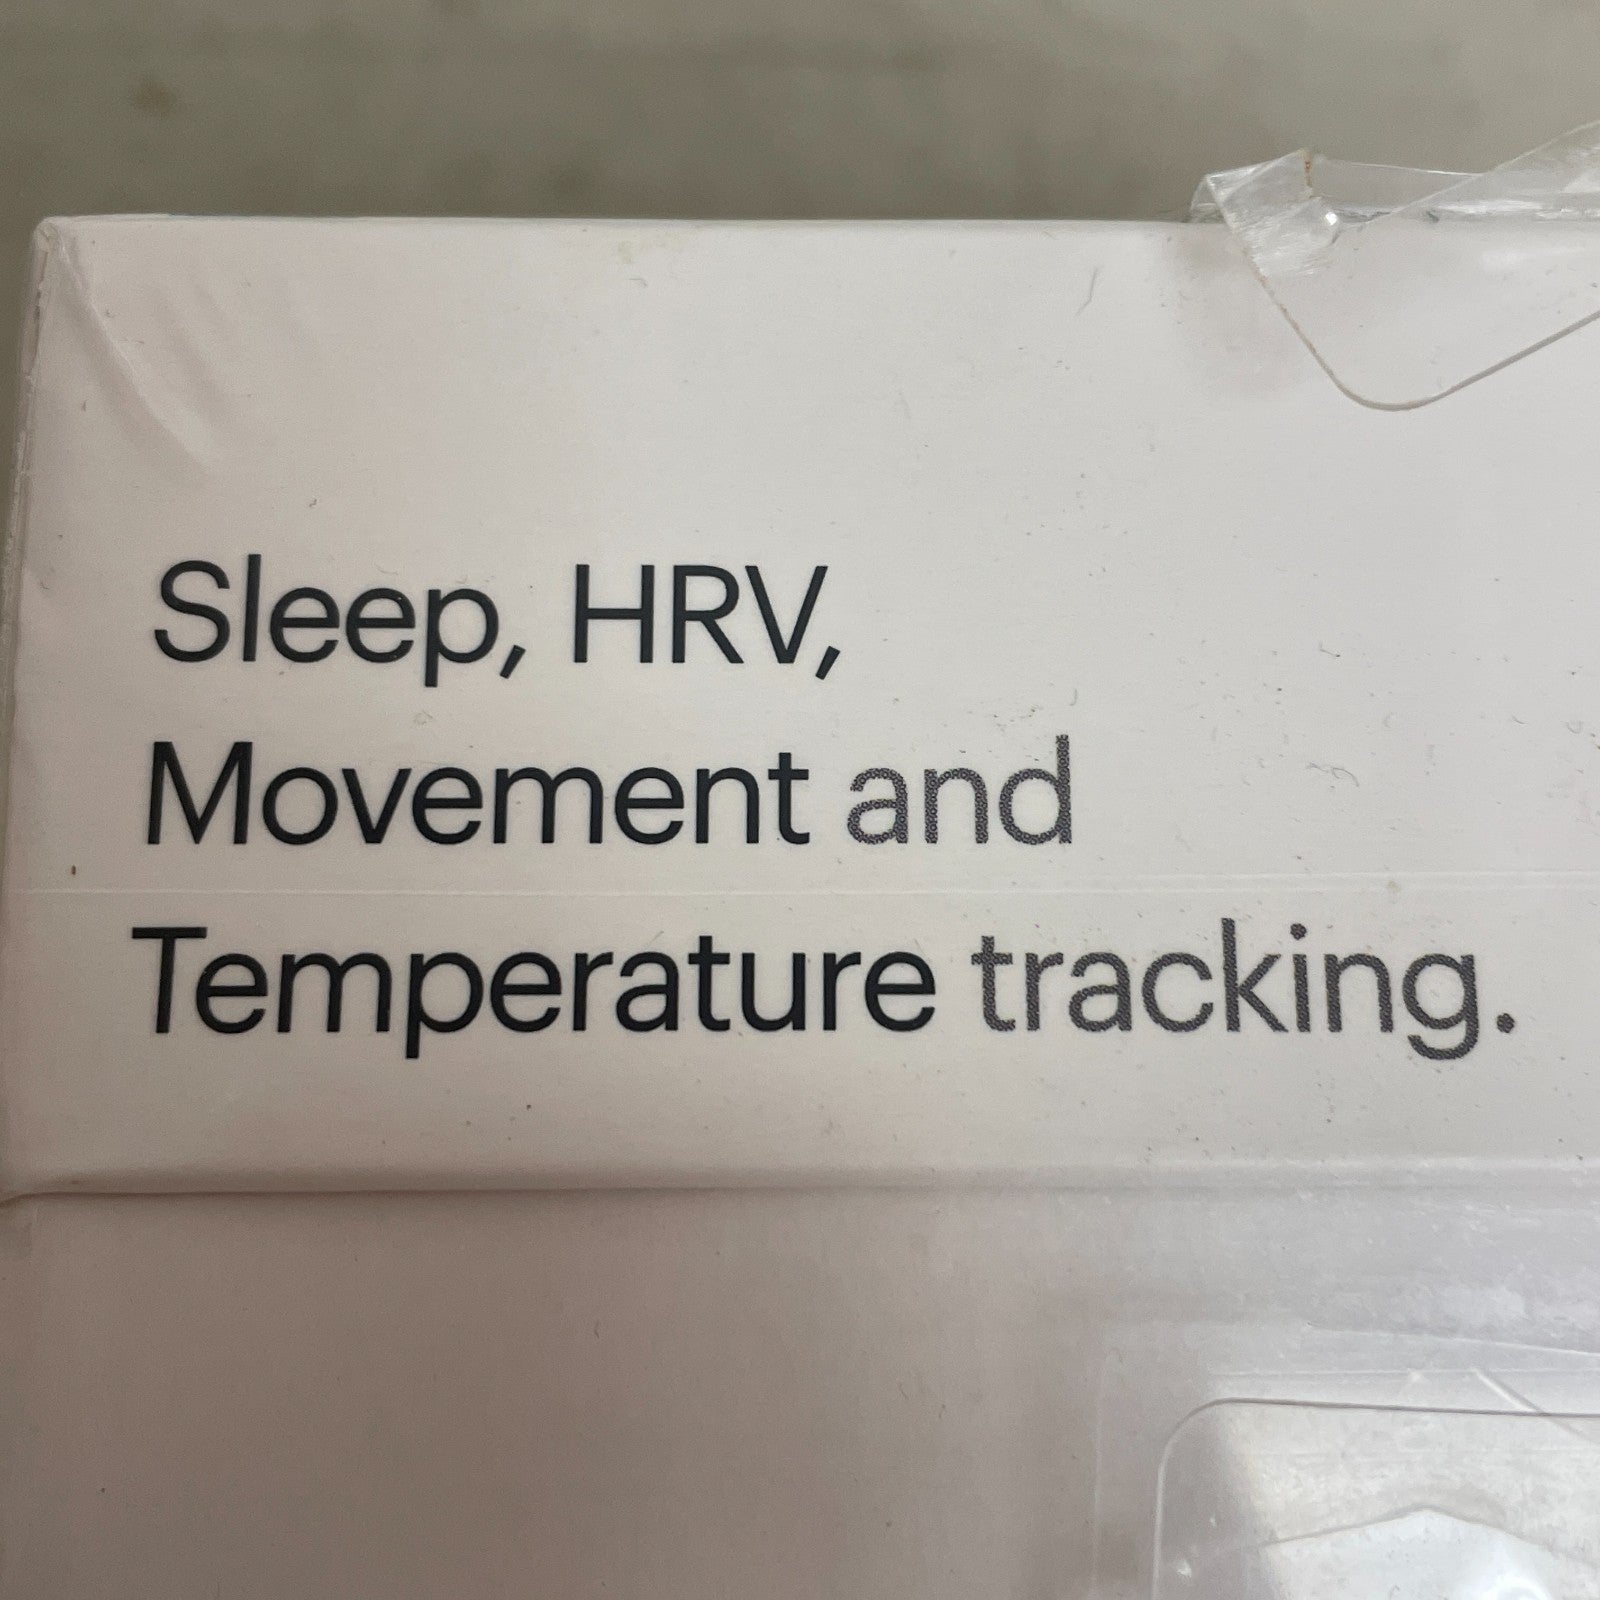 Sleep, HRV,
Movement and
Temperature tracking.